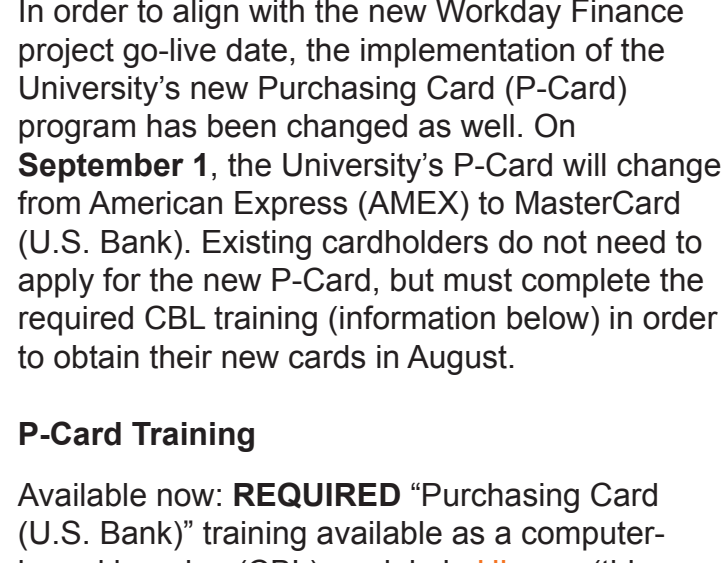 In order to align with the new Workday Finance
project go-live date, the implementation of the
University's new Purchasing Card (P-Card)
program has been changed as well. On
September 1, the University's P-Card will change
from American Express (AMEX) to MasterCard
(U.S. Bank). Existing cardholders do not need to
apply for the new P-Card, but must complete the
required CBL training (information below) in order
to obtain their new cards in August.
P-Card Training
Available now: REQUIRED “Purchasing Card
(U.S. Bank)” training available as a computer-